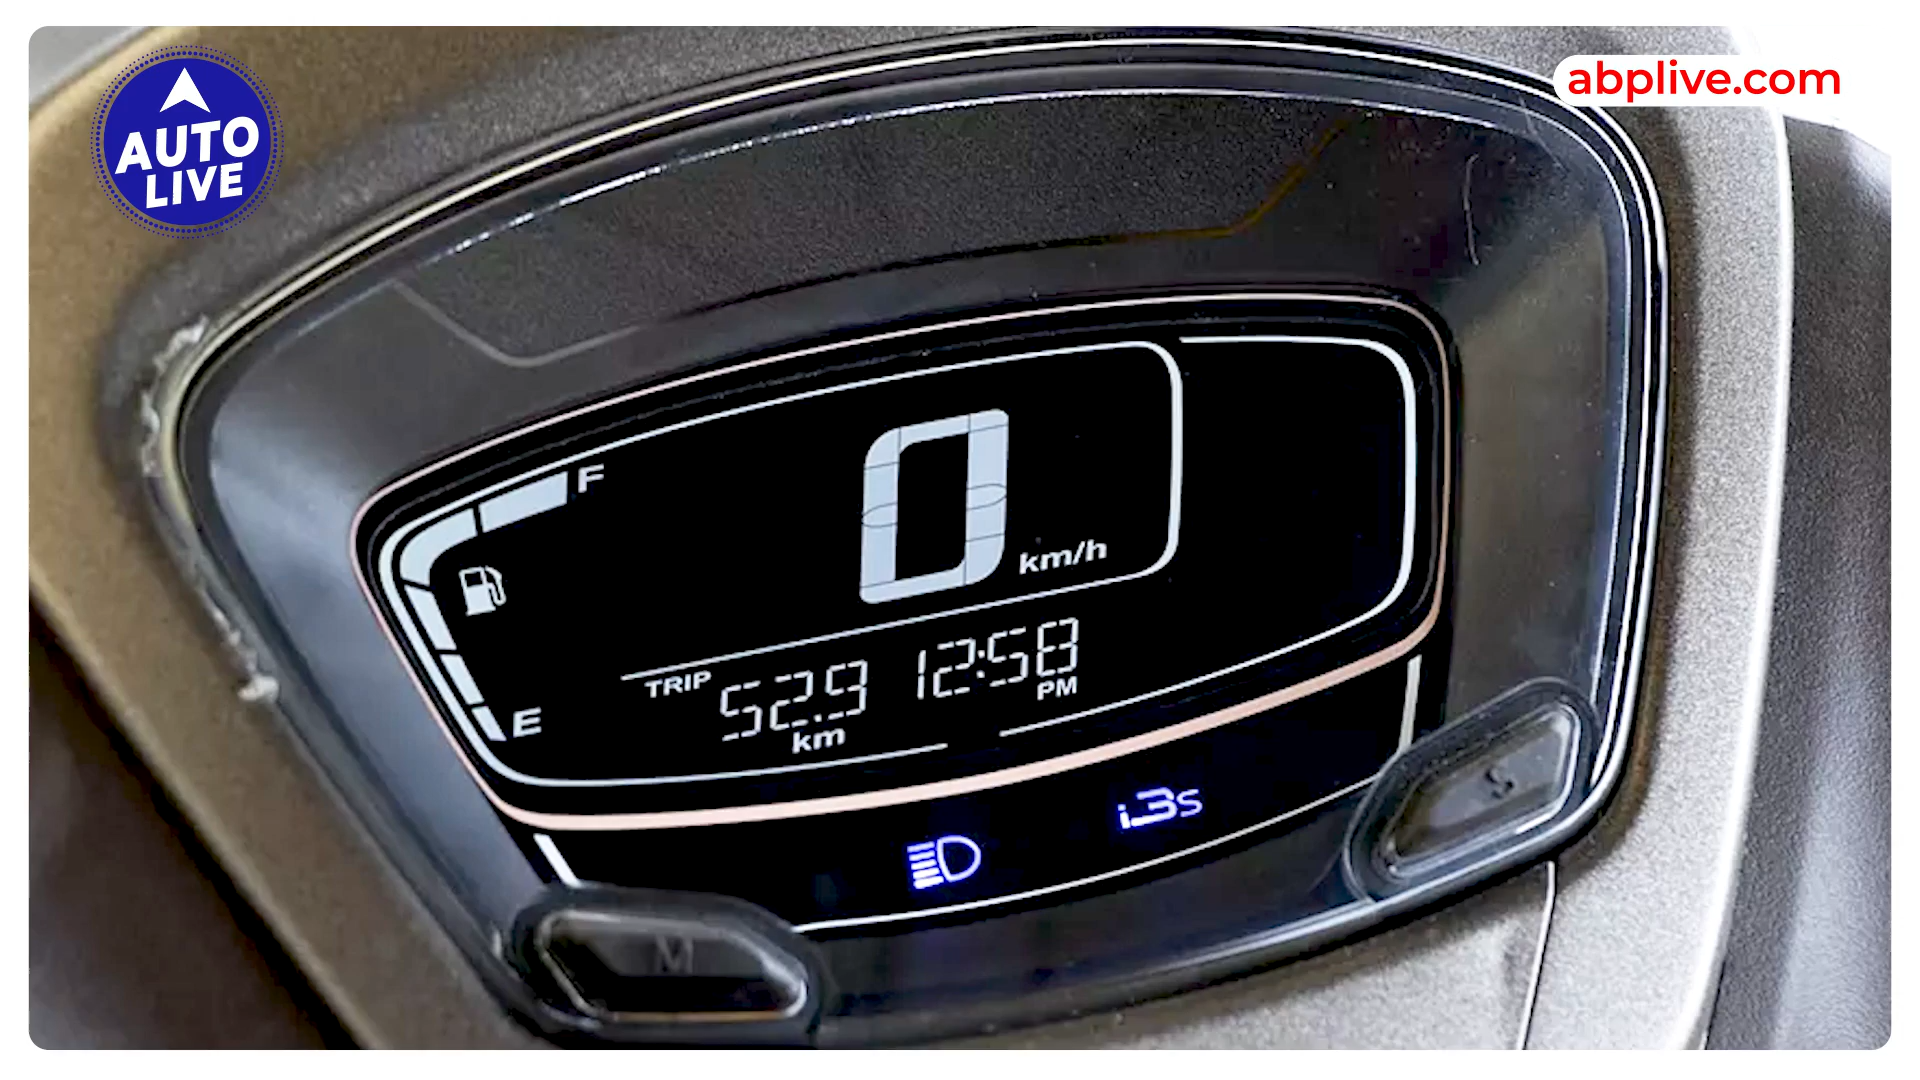 AUTO
LIVE
abplive.com
F
0
km/h
E
TRIP 52.9 km
12:58 PM
i3s
M
S